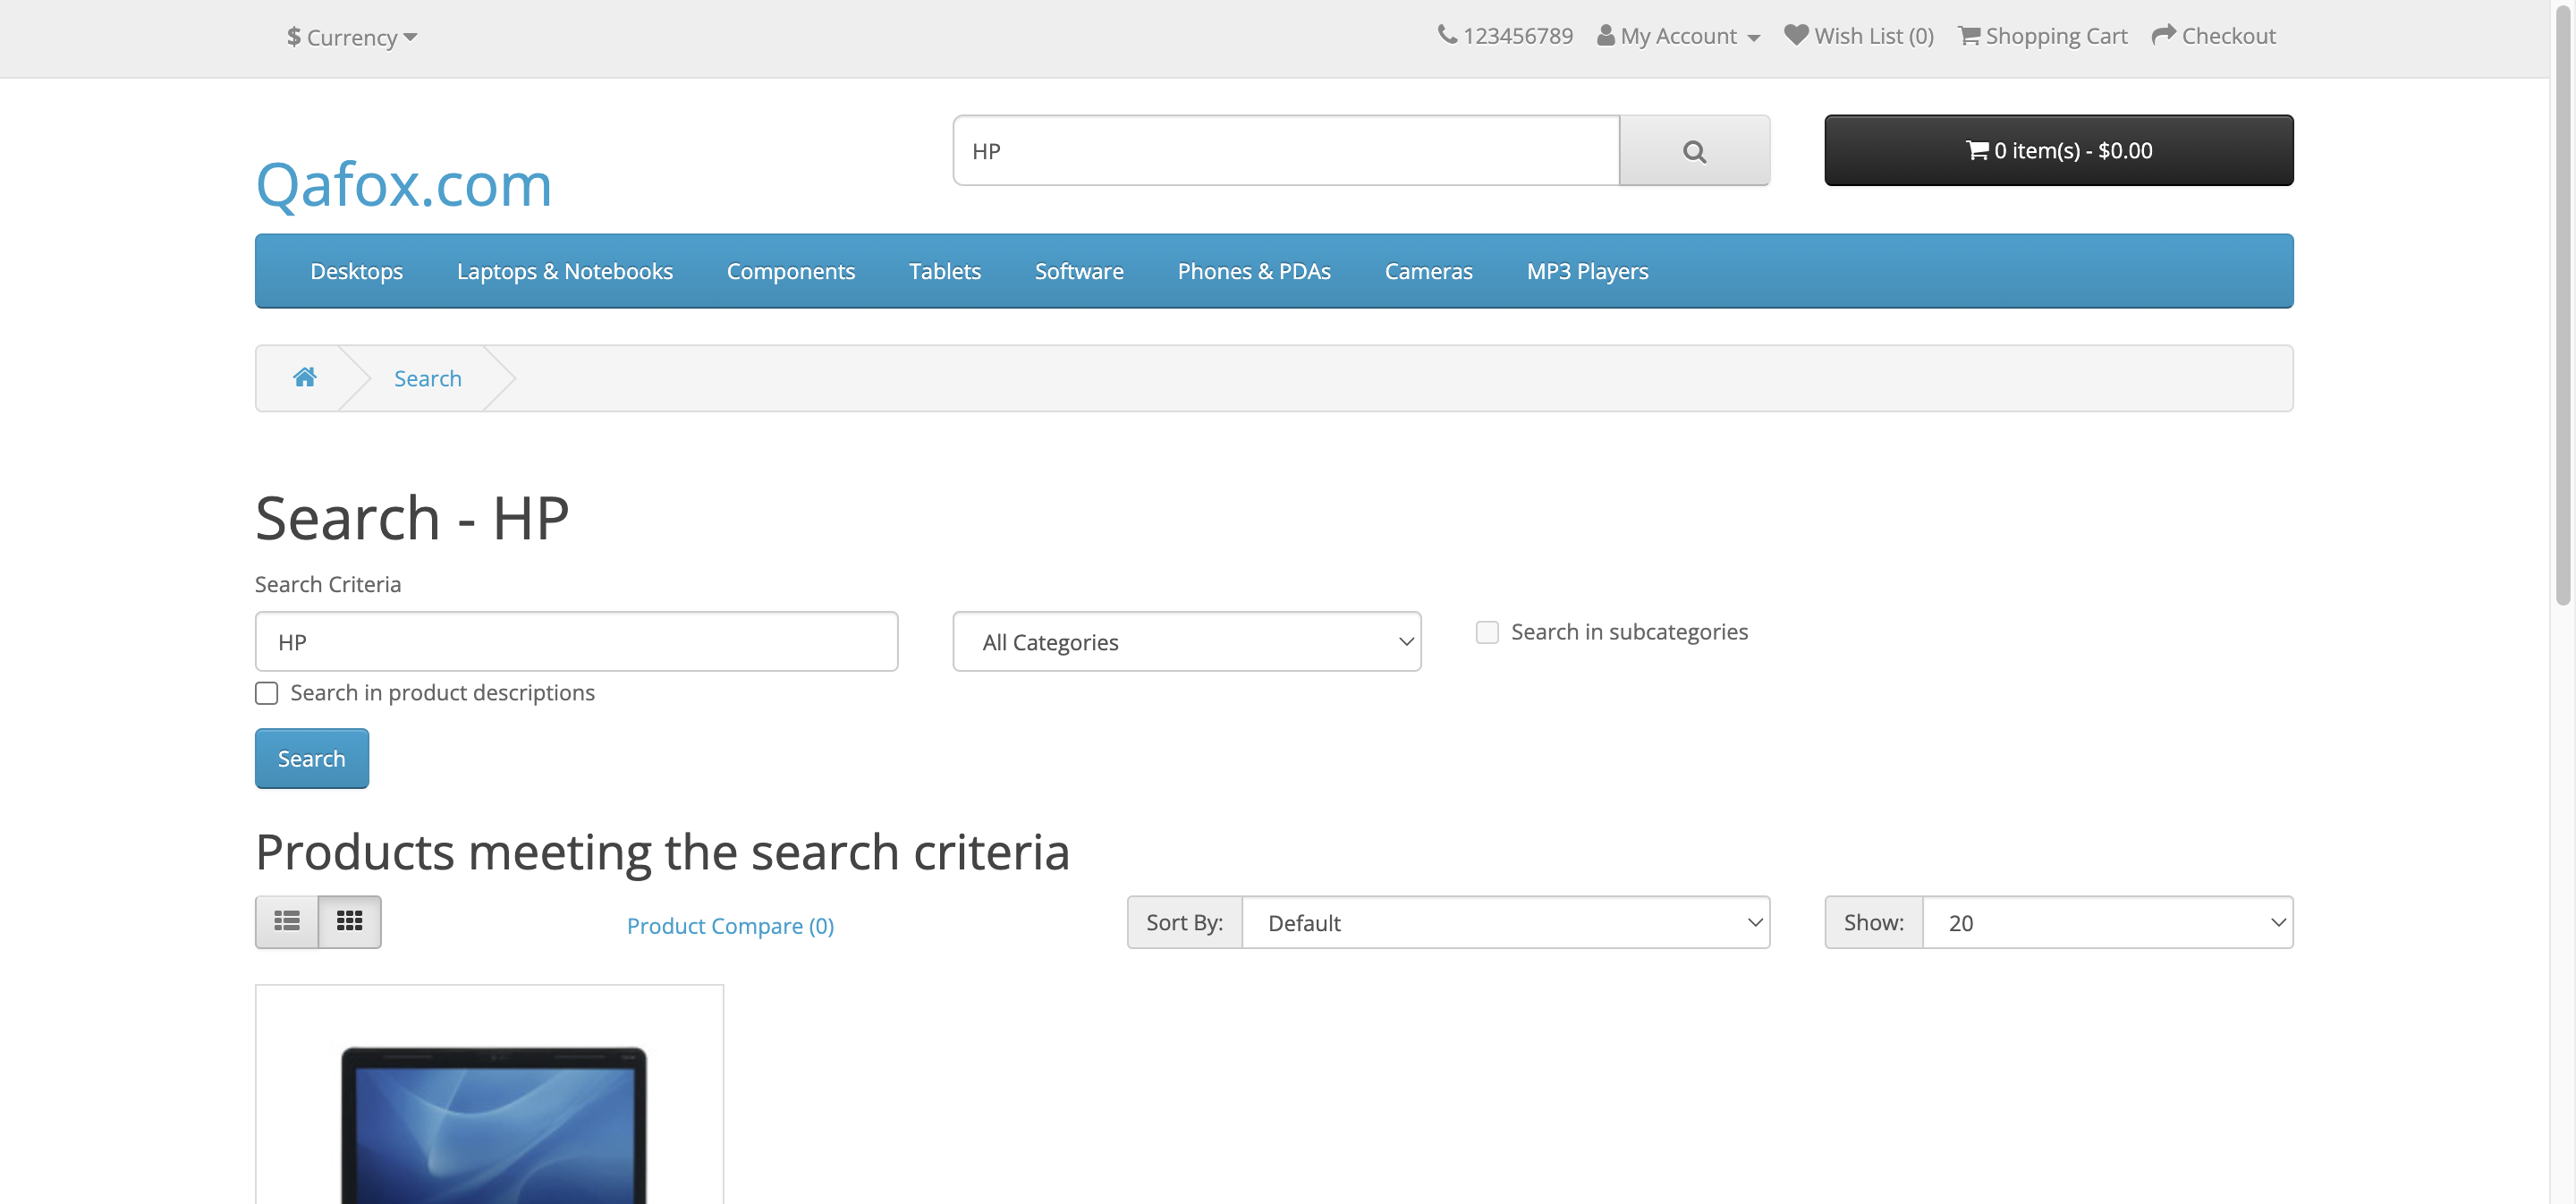 $ Currency
123456789 My Account Wish List (0) Shopping Cart Checkout
Qafox.com
HP
0 item(s) - $0.00
Desktops Laptops & Notebooks Components Tablets Software Phones & PDAs Cameras MP3 Players
Search
Search - HP
Search Criteria
HP
All Categories
Search in subcategories
Search in product descriptions
Search
Products meeting the search criteria
Product Compare (0)
Sort By: Default
Show: 20